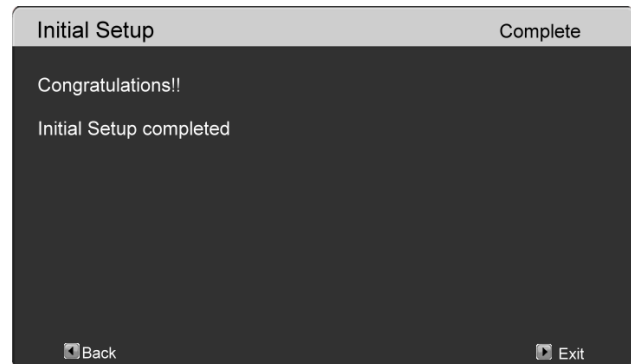 Initial Setup Complete
Congratulations!!
Initial Setup completed
Back Exit